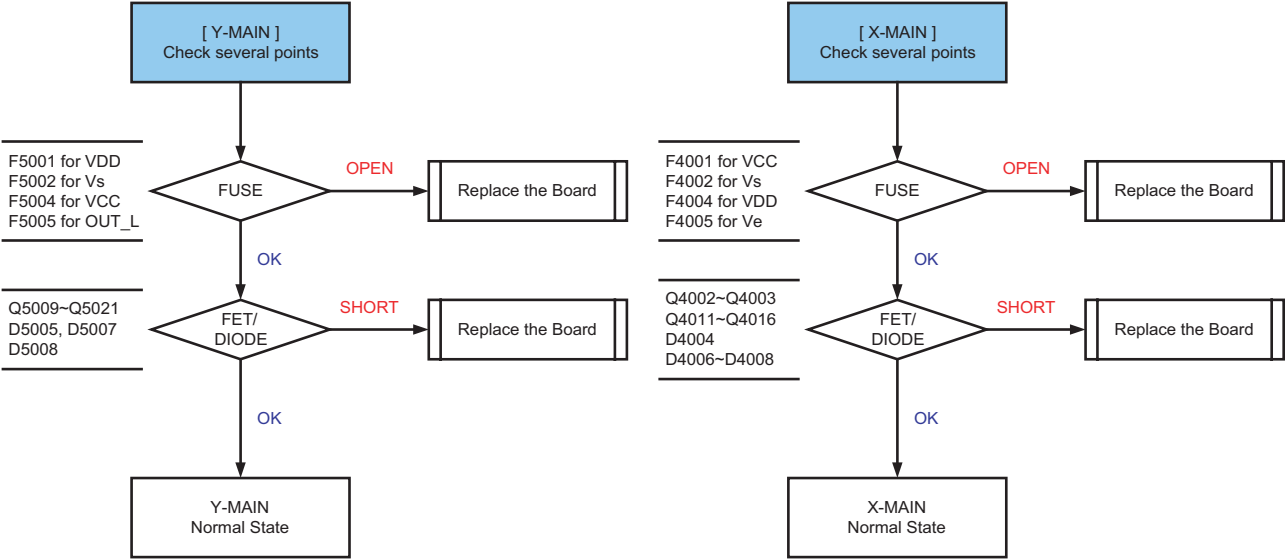 [ Y-MAIN ]
Check several points
F5001 for VDD
F5002 for Vs
F5004 for VCC
F5005 for OUT_L
FUSE
OPEN
Replace the Board
OK
Q5009~Q5021
D5005, D5007
D5008
FET/
DIODE
SHORT
Replace the Board
OK
Y-MAIN
Normal State
[ X-MAIN ]
Check several points
F4001 for VCC
F4002 for Vs
F4004 for VDD
F4005 for Ve
FUSE
OPEN
Replace the Board
OK
Q4002~Q4003
Q4011~Q4016
D4004
D4006~D4008
FET/
DIODE
SHORT
Replace the Board
OK
X-MAIN
Normal State